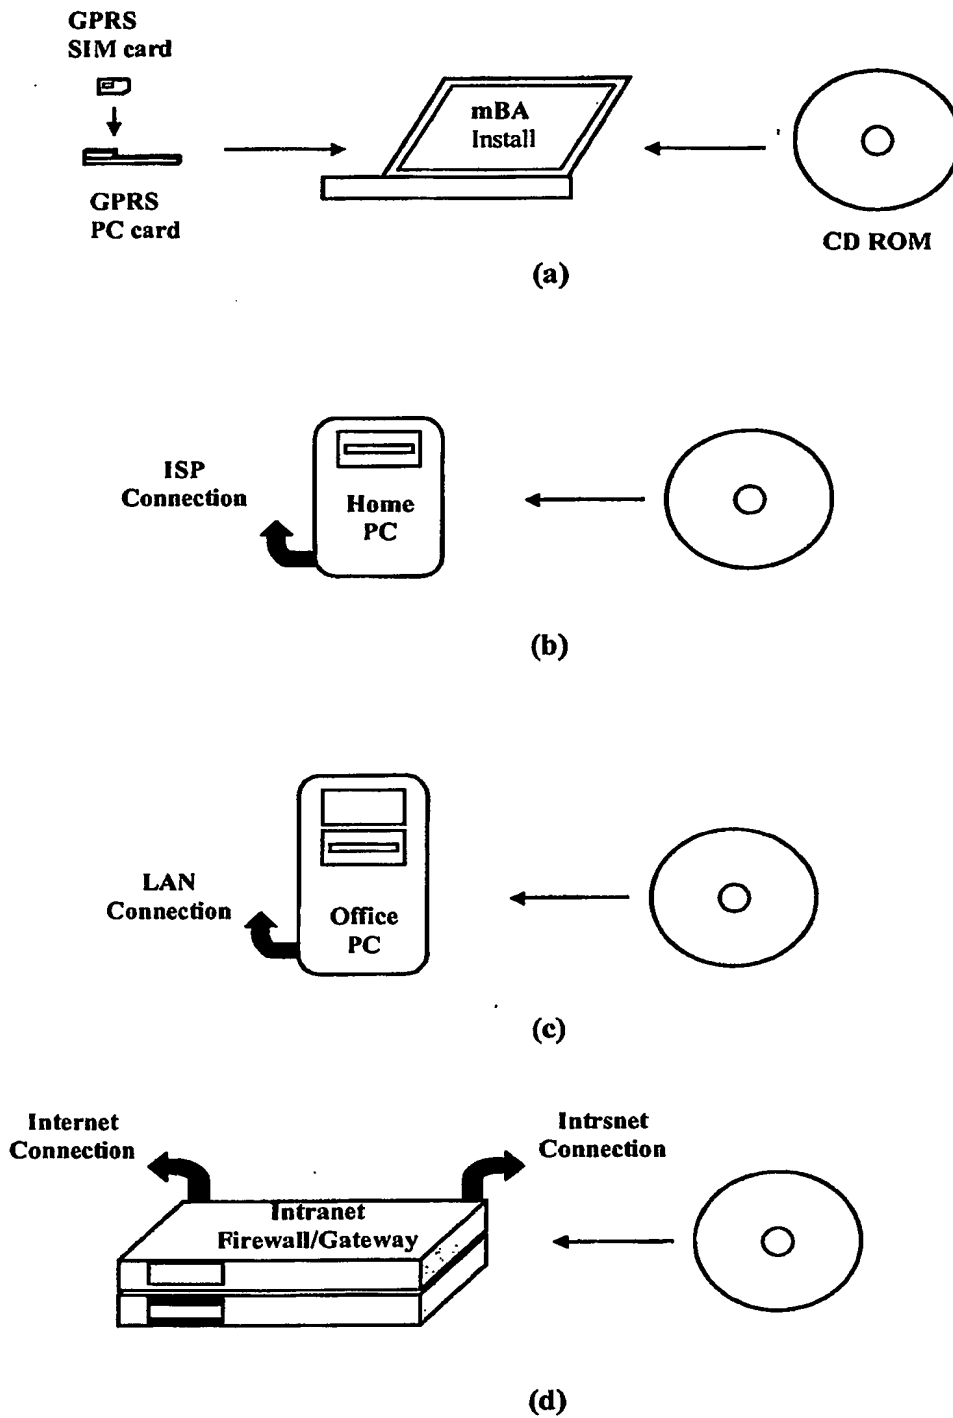 GPRS
SIM card
GPRS
PC card
mBA
Install
CD ROM
(a)
ISP
Connection
Home
PC
(b)
LAN
Connection
Office
PC
(c)
Internet
Connection
Intrsnet
Connection
Intranet
Firewall/Gateway
(d)